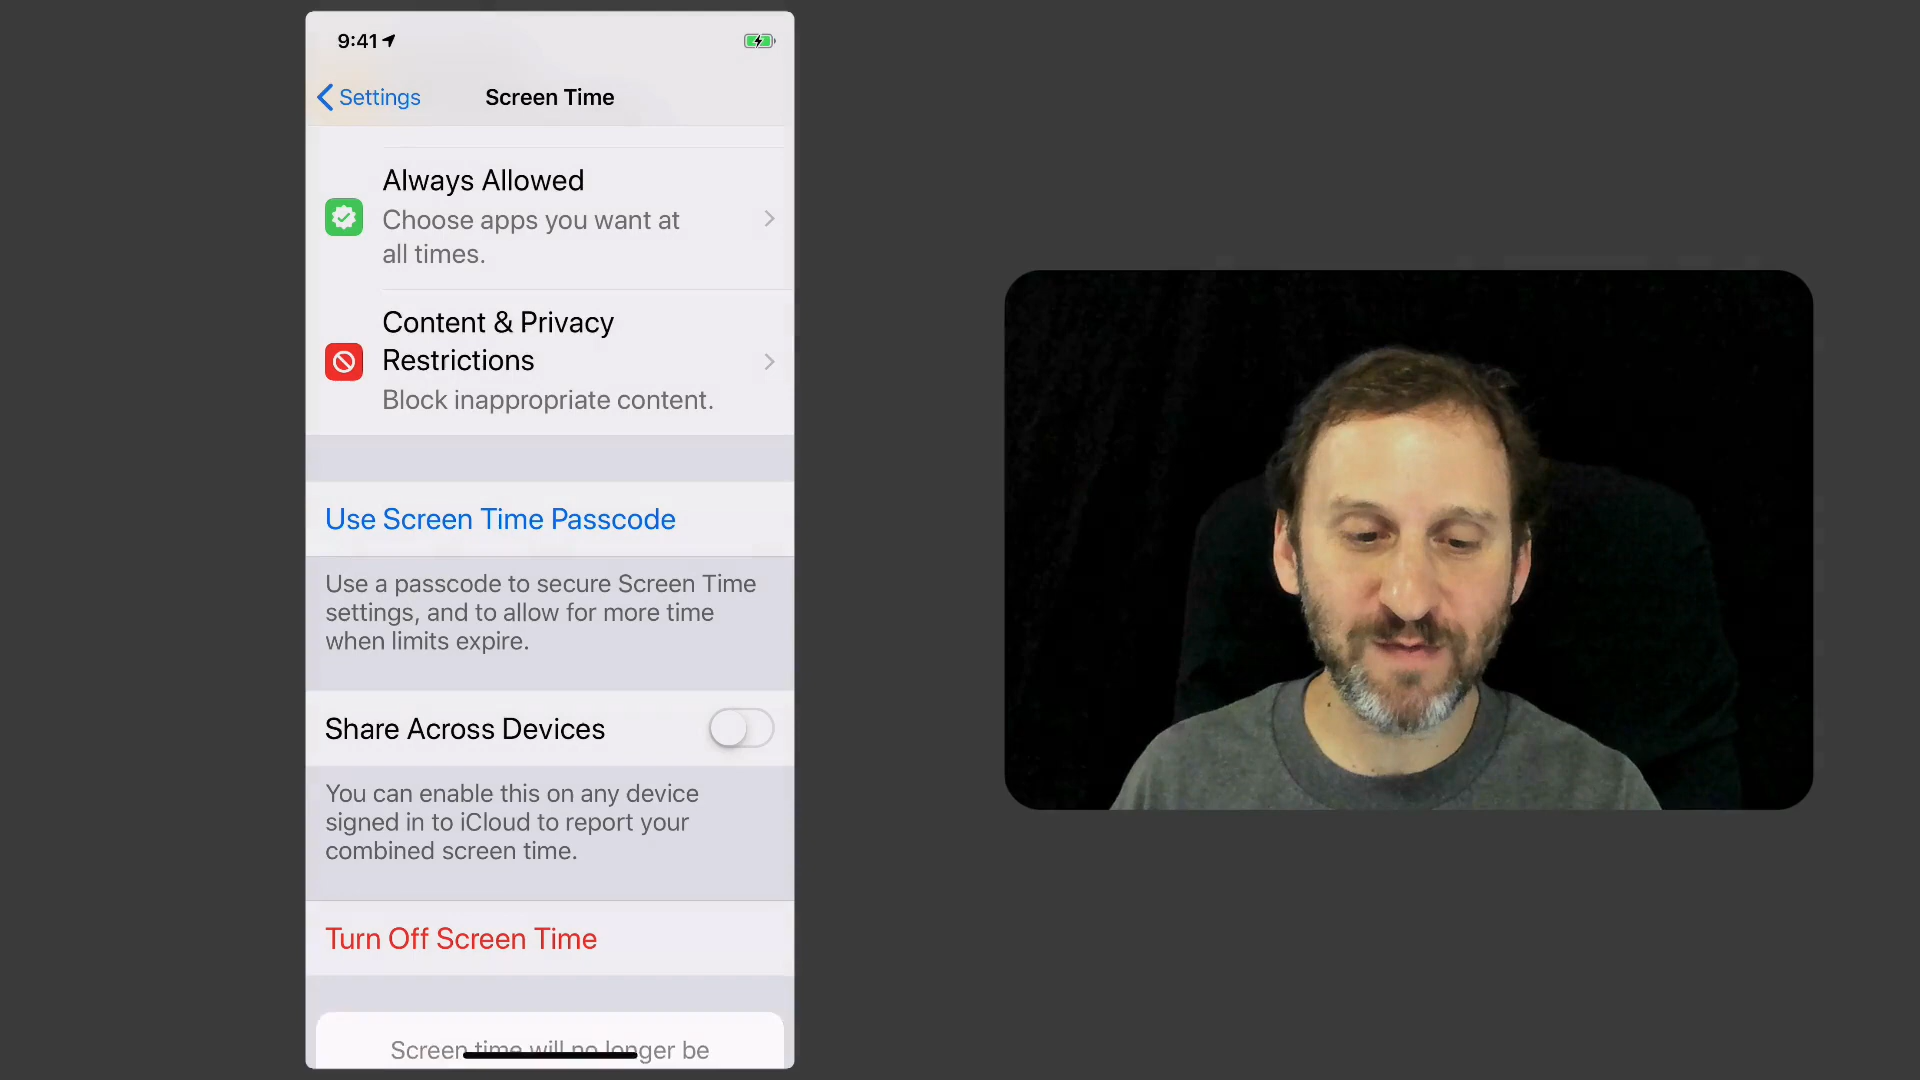 9:41
Settings
Screen Time
Always Allowed
Choose apps you want at
all times.
Content & Privacy
Restrictions
Block inappropriate content.
Use Screen Time Passcode
Use a passcode to secure Screen Time
settings, and to allow for more time
when limits expire.
Share Across Devices
You can enable this on any device
signed in to iCloud to report your
combined screen time.
Turn Off Screen Time
Screen time will no longer be